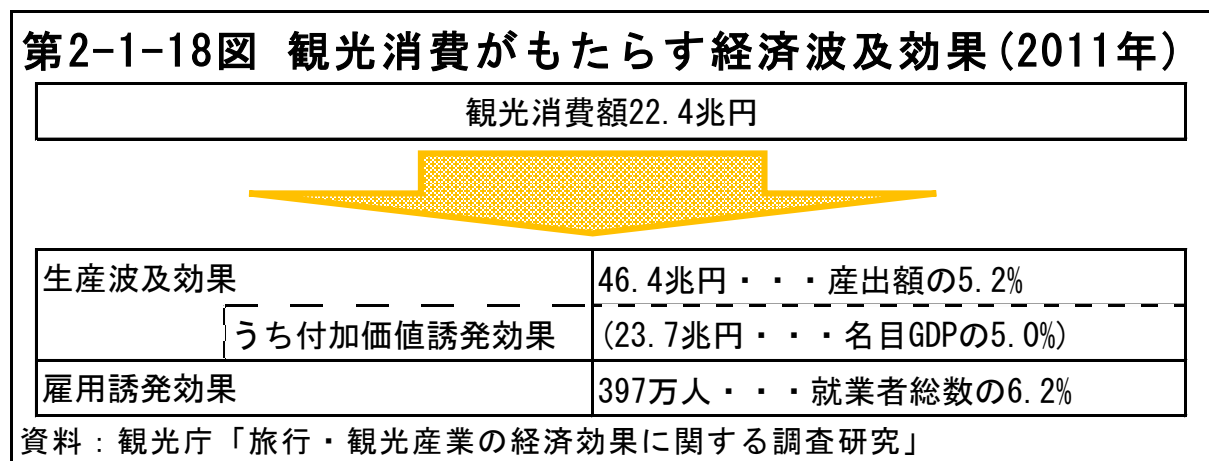 第2-1-18図 観光消費がもたらす経済波及効果(2011年)
観光消費額22.4兆円
生産波及効果 46.4兆円・・・産出額の5.2%
うち付加価値誘発効果 (23.7兆円・・・名目GDPの5.0%)
雇用誘発効果 397万人・・・就業者総数の6.2%
資料：観光庁「旅行・観光産業の経済効果に関する調査研究」